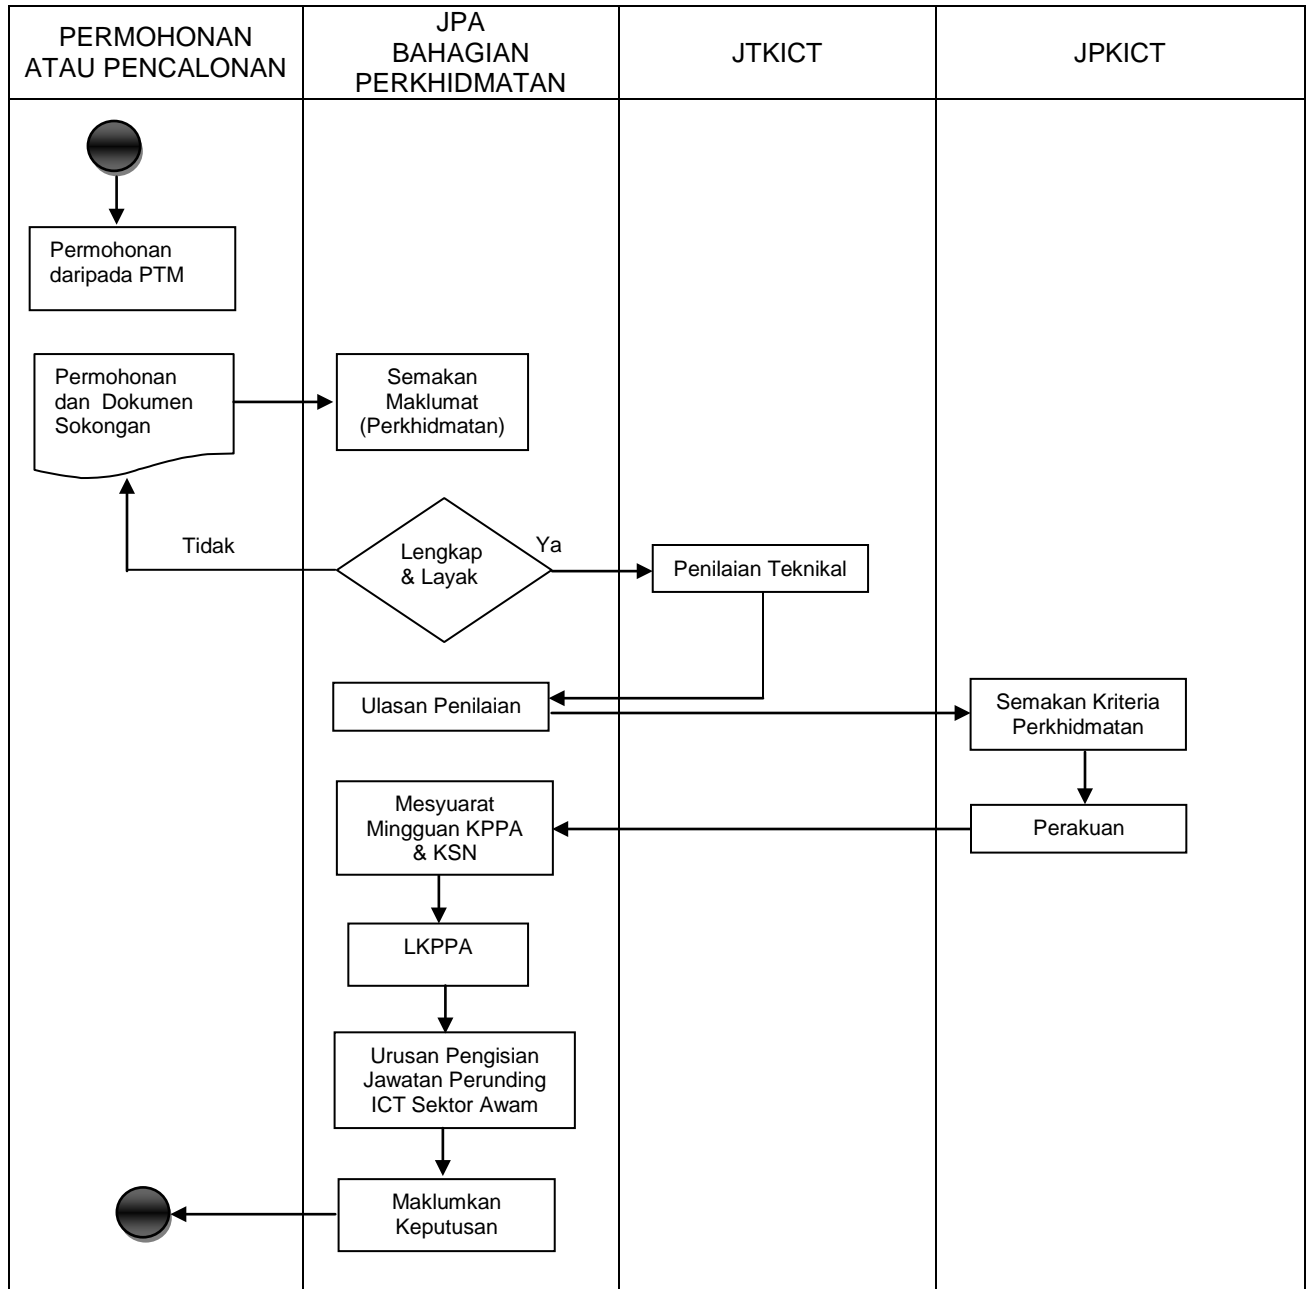 PERMOHONAN
ATAU PENCALONAN
JPA
BAHAGIAN
PERKHIDMATAN
JTKICT
JPKICT
Permohonan
daripada PTM
Permohonan
dan Dokumen
Sokongan
Semakan
Maklumat
(Perkhidmatan)
Tidak
Lengkap
& Layak
Ya
Penilaian Teknikal
Ulasan Penilaian
Semakan Kriteria
Perkhidmatan
Mesyuarat
Mingguan KPPA
& KSN
Perakuan
LKPPA
Urusan Pengisian
Jawatan Perunding
ICT Sektor Awam
Maklumkan
Keputusan